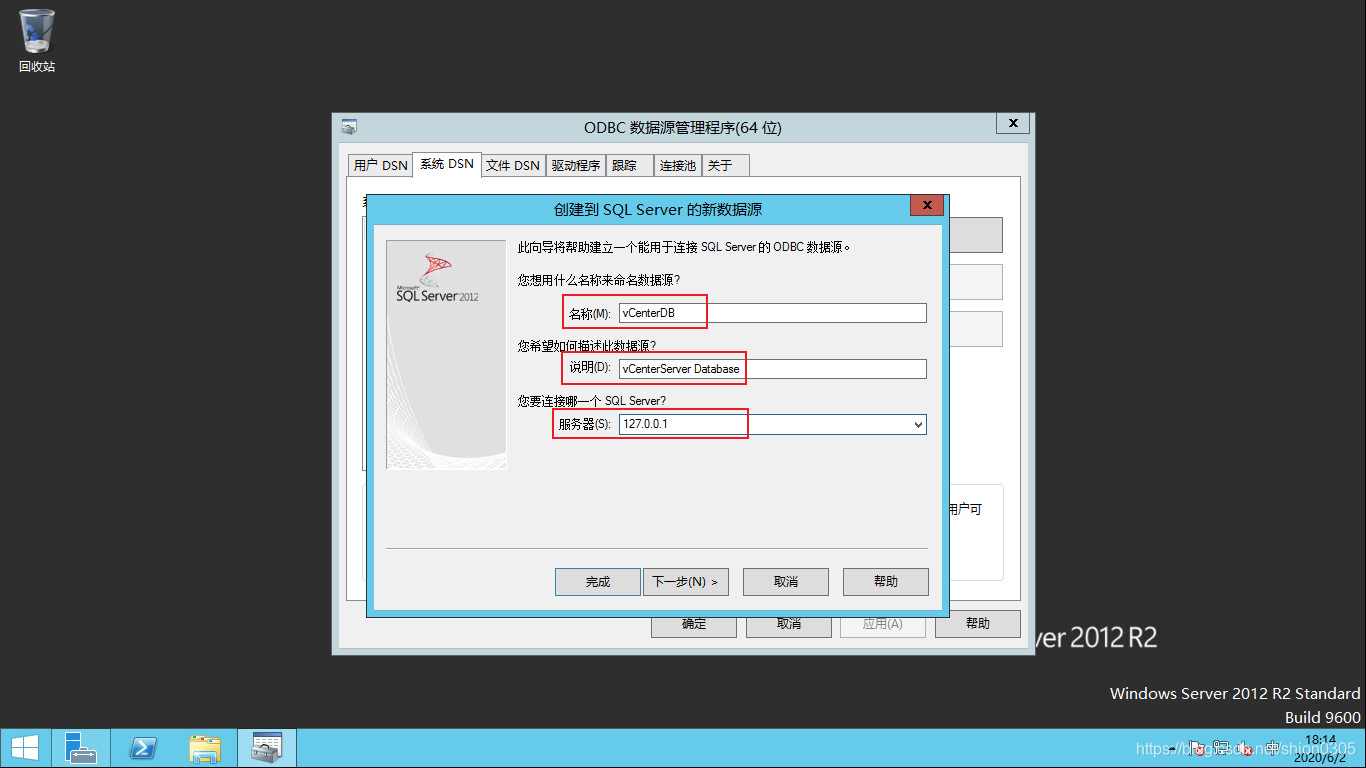 回收站
ODBC 数据源管理程序(64 位)
x
用户 DSN
系统 DSN
文件 DSN
驱动程序
跟踪
连接池
关于
创建到 SQL Server 的新数据源
x
Microsoft
SQL Server 2012
此向导将帮助建立一个能用于连接 SQL Server 的 ODBC 数据源。
您想用什么名称来命名数据源?
名称(M): vCenterDB
您希望如何描述此数据源?
说明(D): vCenterServer Database
您要连接哪一个 SQL Server?
服务器(S): 127.0.0.1
用户可
完成
下一步(N) >
取消
帮助
确定
取消
应用(A)
帮助
ver 2012 R2
Windows Server 2012 R2 Standard
Build 9600
中
18:14
2020/6/2
https://blog.csdn.net/shion0305